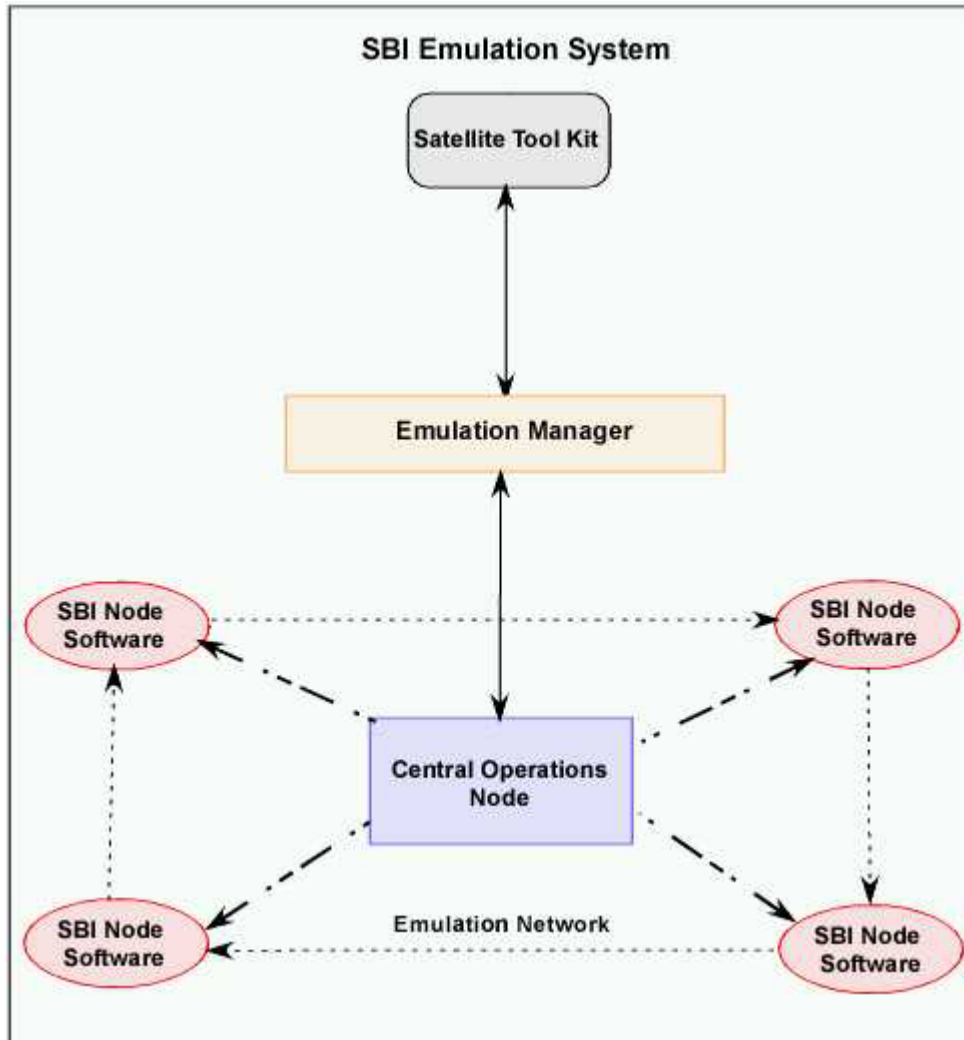 SBI Emulation System
Satellite Tool Kit
Emulation Manager
SBI Node
Software
SBI Node
Software
Central Operations
Node
SBI Node
Software
Emulation Network
SBI Node
Software